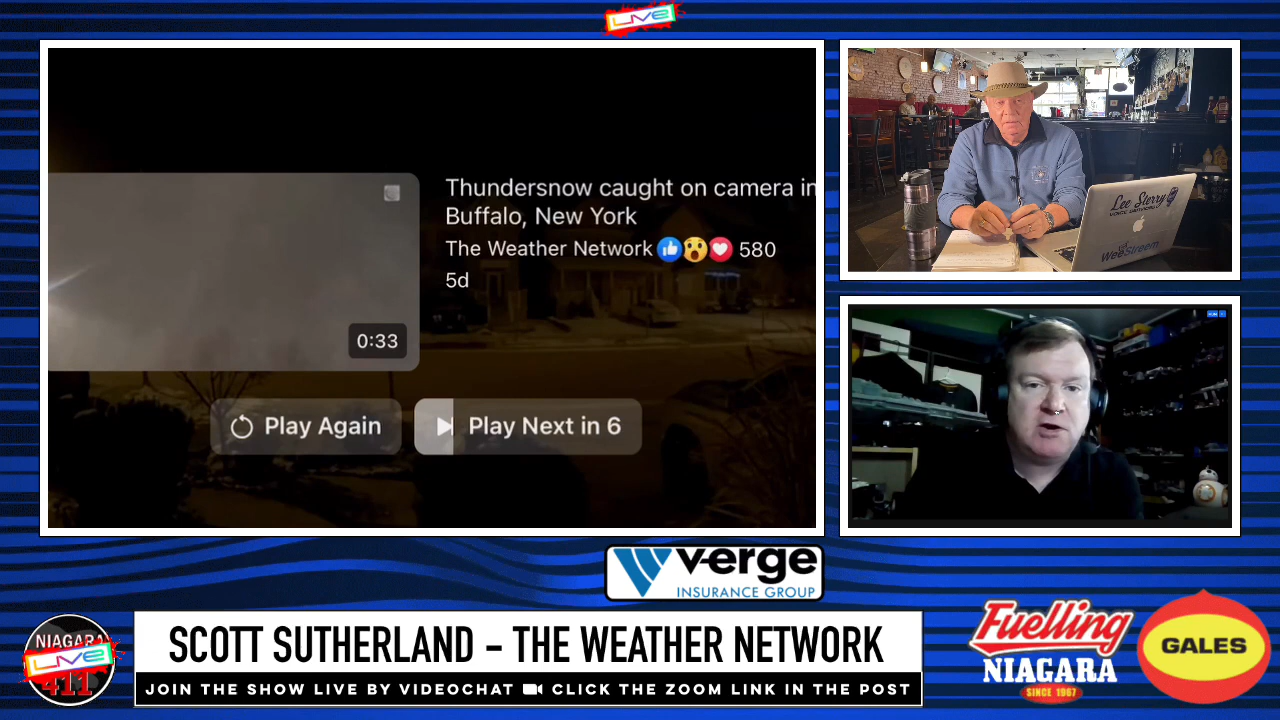 LIVE
Thundersnow caught on camera in
Buffalo, New York
The Weather Network 580
5d
0:33
Play Again
Play Next in 6
Lee Sterry
WeeStreem
v-erge
INSURANCE GROUP
NIAGARA
LIVE
411
SCOTT SUTHERLAND - THE WEATHER NETWORK
JOIN THE SHOW LIVE BY VIDEOCHAT CLICK THE ZOOM LINK IN THE POST
Fuelling
NIAGARA
SINCE 1967
GALES